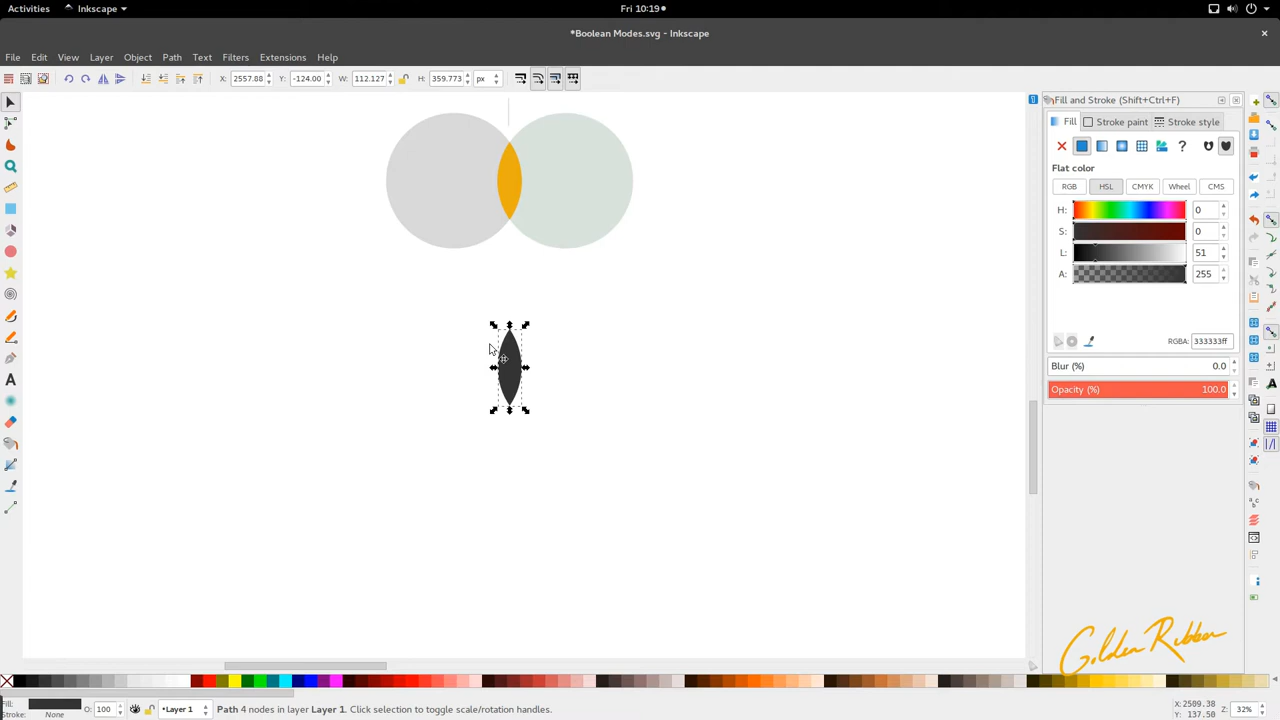 Activities Inkscape Fri 10:19
*Boolean Modes.svg - Inkscape
File Edit View Layer Object Path Text Filters Extensions Help
X: 2557.88 Y: -124.00 W: 112.127 H: 359.773 px
Fill and Stroke (Shift+Ctrl+F)
Fill Stroke paint Stroke style
?
Flat color
RGB HSL CMYK Wheel CMS
H: 0
S: 0
L: 51
A: 255
RGBA: 333333ff
Blur (%) 0.0
Opacity (%) 100.0
Golden Ribbon
Fill:
Stroke: None
O: 100
•Layer 1
Path 4 nodes in layer Layer 1. Click selection to toggle scale/rotation handles.
X: 2509.38
Y: 137.50
Z: 32%